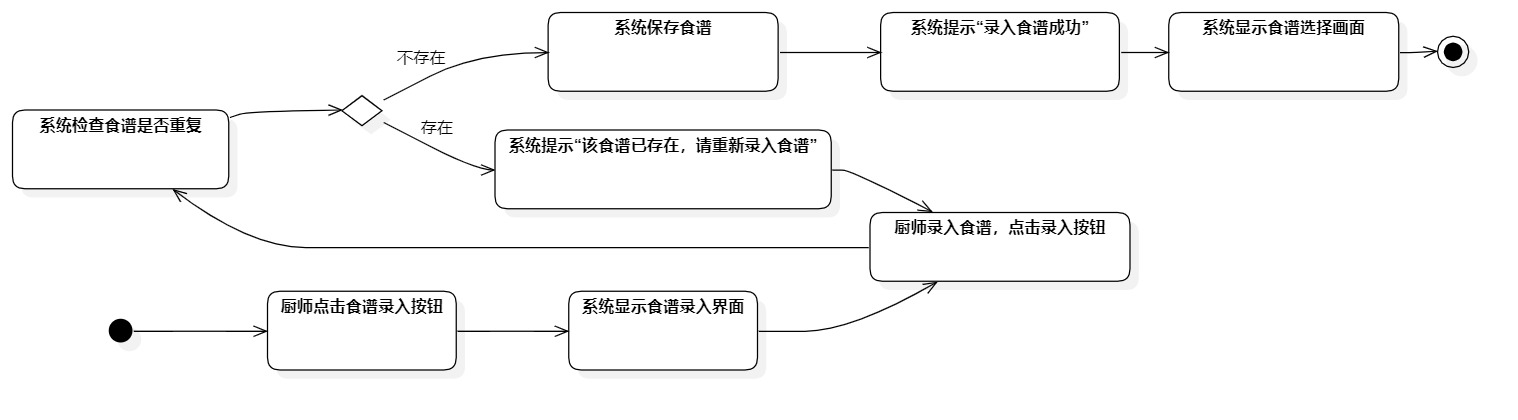 系统保存食谱
系统提示“录入食谱成功”
系统显示食谱选择画面
不存在
系统检查食谱是否重复
存在
系统提示“该食谱已存在，请重新录入食谱”
厨师录入食谱，点击录入按钮
厨师点击食谱录入按钮
系统显示食谱录入界面